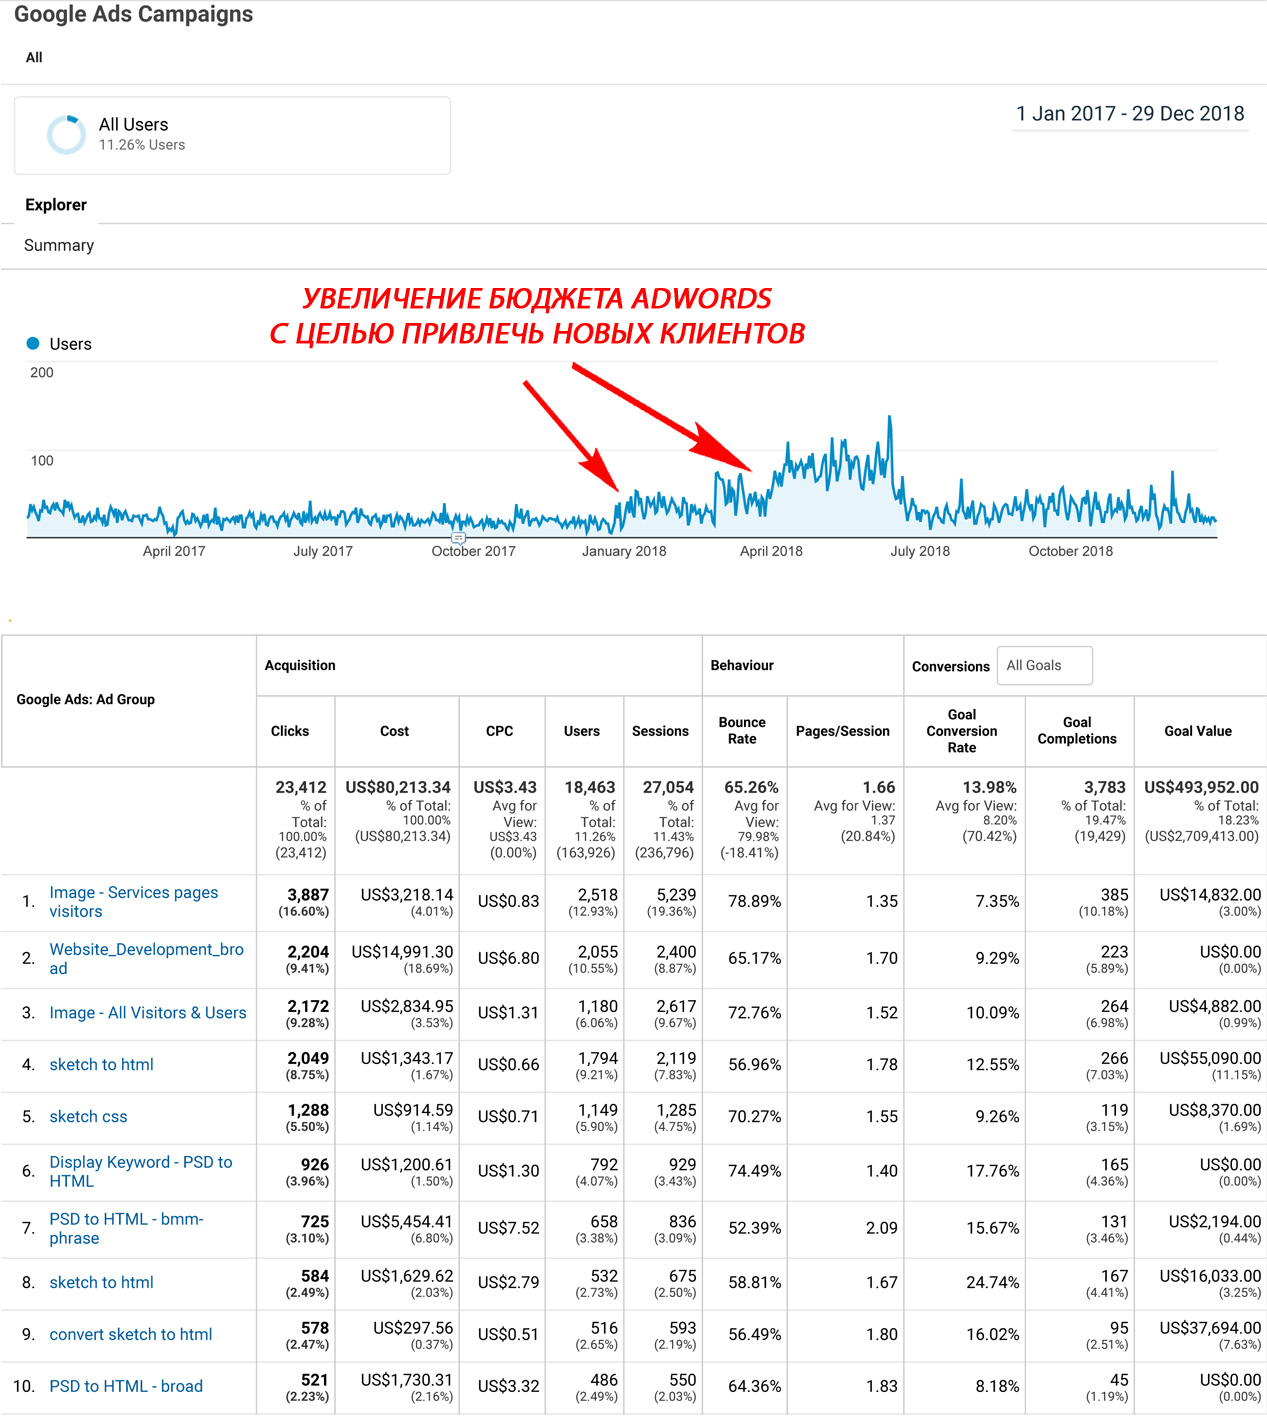 Google Ads Campaigns
All
All Users
11.26% Users
1 Jan 2017 - 29 Dec 2018
Explorer
Summary
УВЕЛИЧЕНИЕ БЮДЖЕТА ADWORDS
С ЦЕЛЬЮ ПРИВЛЕЧЬ НОВЫХ КЛИЕНТОВ
Users
200
100
April 2017 July 2017 October 2017 January 2018 April 2018 July 2018 October 2018
Google Ads: Ad Group
Acquisition Behaviour Conversions All Goals
Clicks Cost CPC Users Sessions Bounce Rate Pages/Session Goal Conversion Rate Goal Completions Goal Value
23,412 US$80,213.34 US$3.43 18,463 27,054 65.26% 1.66 13.98% 3,783 US$493,952.00
% of Total: 100.00% (23,412) % of Total: 100.00% (US$80,213.34) Avg for View: US$3.43 (0.00%) % of Total: 11.26% (163,926) % of Total: 11.43% (236,796) Avg for View: 79.98% (-18.41%) Avg for View: 1.37 (20.84%) Avg for View: 8.20% (70.42%) % of Total: 19.47% (19,429) % of Total: 18.23% (US$2,709,413.00)
1. Image - Services pages visitors 3,887 US$3,218.14 US$0.83 2,518 5,239 78.89% 1.35 7.35% 385 US$14,832.00
(16.60%) (4.01%) (12.93%) (19.36%) (10.18%) (3.00%)
2. Website_Development_broad 2,204 US$14,991.30 US$6.80 2,055 2,400 65.17% 1.70 9.29% 223 US$0.00
(9.41%) (18.69%) (10.55%) (8.87%) (5.89%) (0.00%)
3. Image - All Visitors & Users 2,172 US$2,834.95 US$1.31 1,180 2,617 72.76% 1.52 10.09% 264 US$4,882.00
(9.28%) (3.53%) (6.06%) (9.67%) (6.98%) (0.99%)
4. sketch to html 2,049 US$1,343.17 US$0.66 1,794 2,119 56.96% 1.78 12.55% 266 US$55,090.00
(8.75%) (1.67%) (9.21%) (7.83%) (7.03%) (11.15%)
5. sketch css 1,288 US$914.59 US$0.71 1,149 1,285 70.27% 1.55 9.26% 119 US$8,370.00
(5.50%) (1.14%) (5.90%) (4.75%) (3.15%) (1.69%)
6. Display Keyword - PSD to HTML 926 US$1,200.61 US$1.30 792 929 74.49% 1.40 17.76% 165 US$0.00
(3.96%) (1.50%) (4.07%) (3.43%) (4.36%) (0.00%)
7. PSD to HTML - bmm-phrase 725 US$5,454.41 US$7.52 658 836 52.39% 2.09 15.67% 131 US$2,194.00
(3.10%) (6.80%) (3.38%) (3.09%) (3.46%) (0.44%)
8. sketch to html 584 US$1,629.62 US$2.79 532 675 58.81% 1.67 24.74% 167 US$16,033.00
(2.49%) (2.03%) (2.73%) (2.50%) (4.41%) (3.25%)
9. convert sketch to html 578 US$297.56 US$0.51 516 593 56.49% 1.80 16.02% 95 US$37,694.00
(2.47%) (0.37%) (2.65%) (2.19%) (2.51%) (7.63%)
10. PSD to HTML - broad 521 US$1,730.31 US$3.32 486 550 64.36% 1.83 8.18% 45 US$0.00
(2.23%) (2.16%) (2.49%) (2.03%) (1.19%) (0.00%)